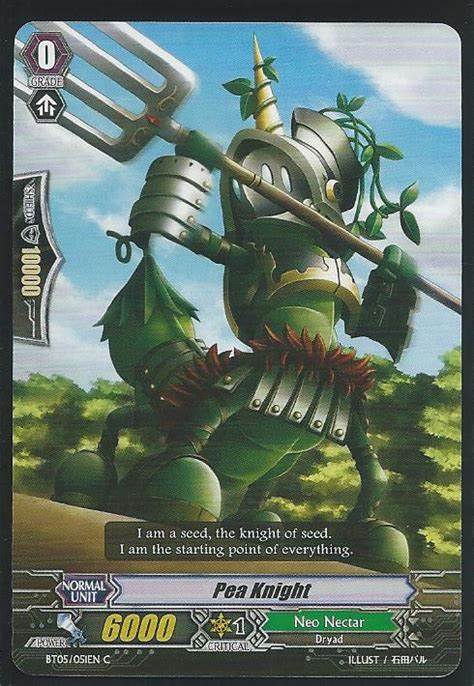 0
GRADE
SHIELD
10000
I am a seed, the knight of seed.
I am the starting point of everything.
NORMAL
UNIT
Pea Knight
POWER
6000
1
CRITICAL
Neo Nectar
Dryad
BT05/051EN C
ILLUST / 石田バル